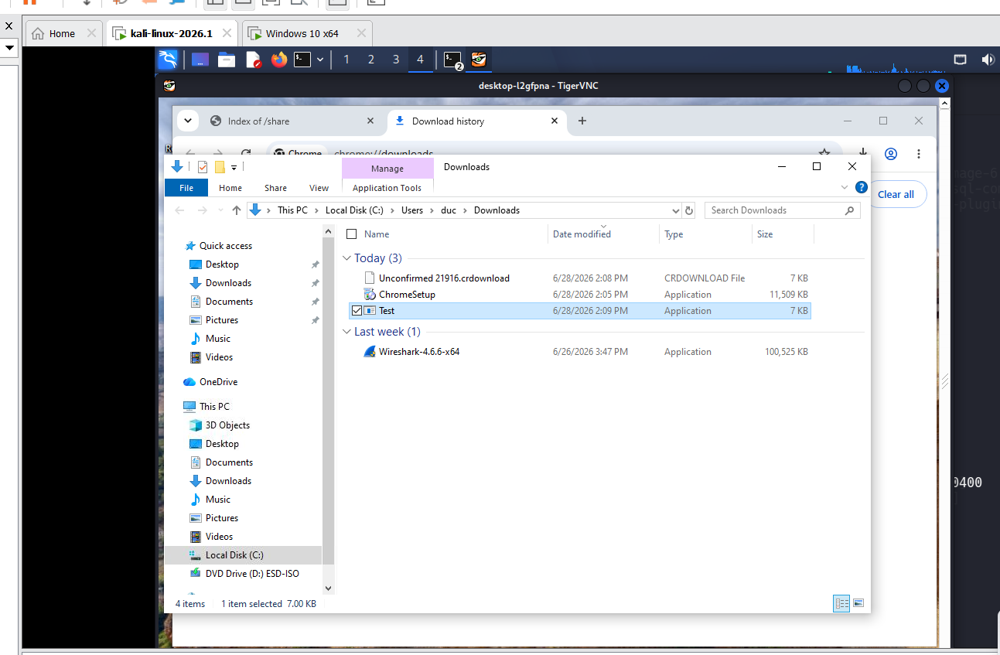 Home
kali-linux-2026.1
Windows 10 x64
1 2 3 4
2
desktop-l2gfpna - TigerVNC
Index of /share
Download history
Chrome
chrome://downloads
Clear all
Manage
Downloads
File
Home
Share
View
Application Tools
This PC > Local Disk (C:) > Users > duc > Downloads
Search Downloads
Name
Date modified
Type
Size
Quick access
Desktop
Downloads
Documents
Pictures
Music
Videos
OneDrive
This PC
3D Objects
Desktop
Documents
Downloads
Music
Pictures
Videos
Local Disk (C:)
DVD Drive (D:) ESD-ISO
Today (3)
Unconfirmed 21916.crdownload 6/28/2026 2:08 PM CRDOWNLOAD File 7 KB
ChromeSetup 6/28/2026 2:05 PM Application 11,509 KB
Test 6/28/2026 2:09 PM Application 7 KB
Last week (1)
Wireshark-4.6.6-x64 6/26/2026 3:47 PM Application 100,525 KB
4 items
1 item selected 7.00 KB
0400